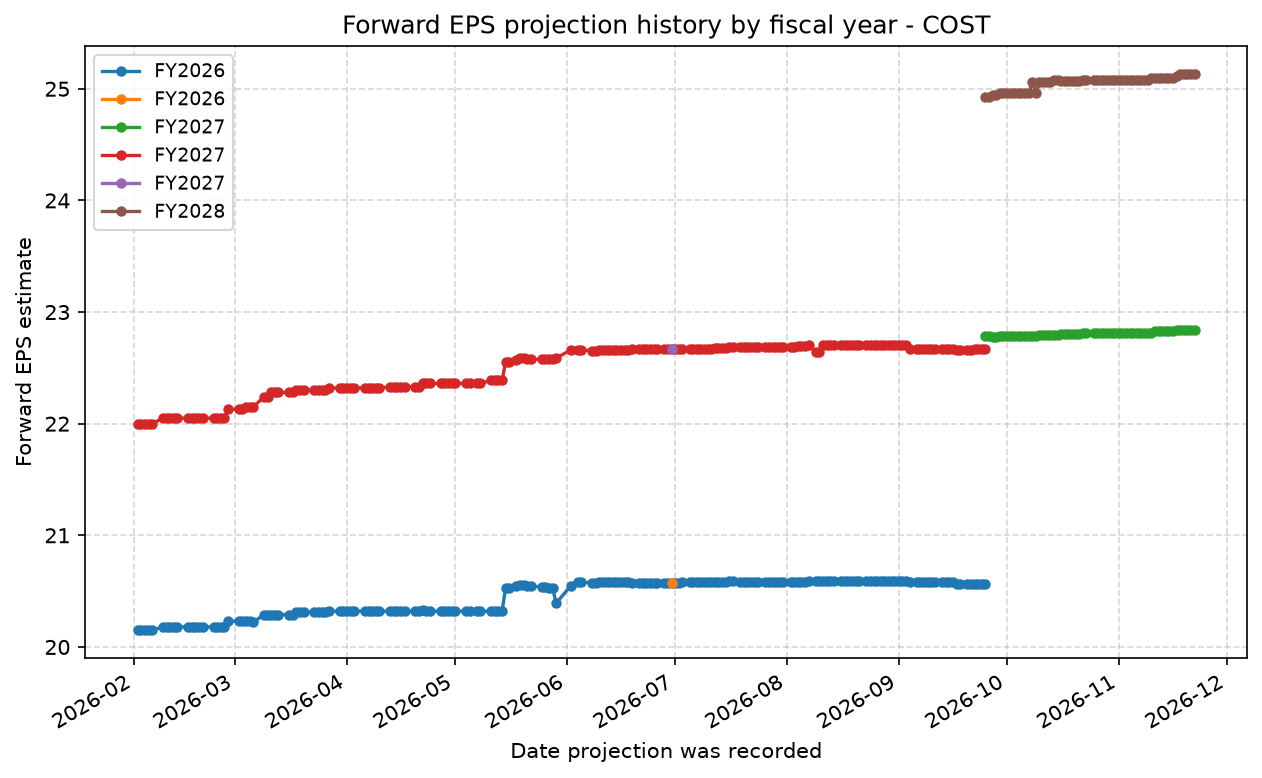 Forward EPS projection history by fiscal year - COST
FY2026
FY2026
FY2027
FY2027
FY2027
FY2028
Forward EPS estimate
25
24
23
22
21
20
2026-02
2026-03
2026-04
2026-05
2026-06
2026-07
2026-08
2026-09
2026-10
2026-11
2026-12
Date projection was recorded